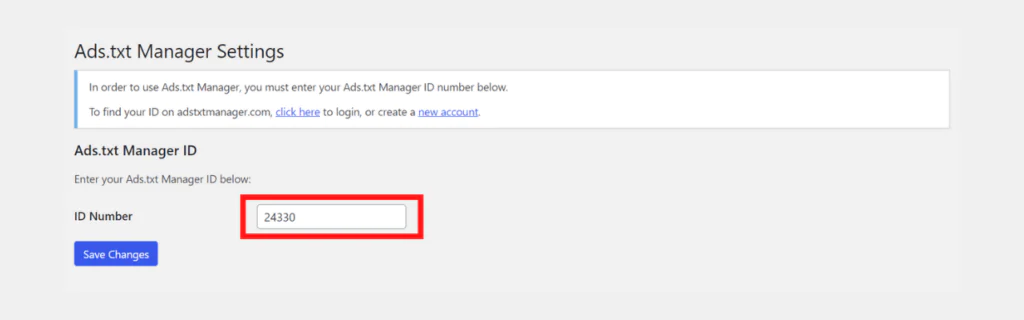 Ads.txt Manager Settings
In order to use Ads.txt Manager, you must enter your Ads.txt Manager ID number below.
To find your ID on adstxtmanager.com, click here to login, or create a new account.
Ads.txt Manager ID
Enter your Ads.txt Manager ID below:
ID Number 24330
Save Changes